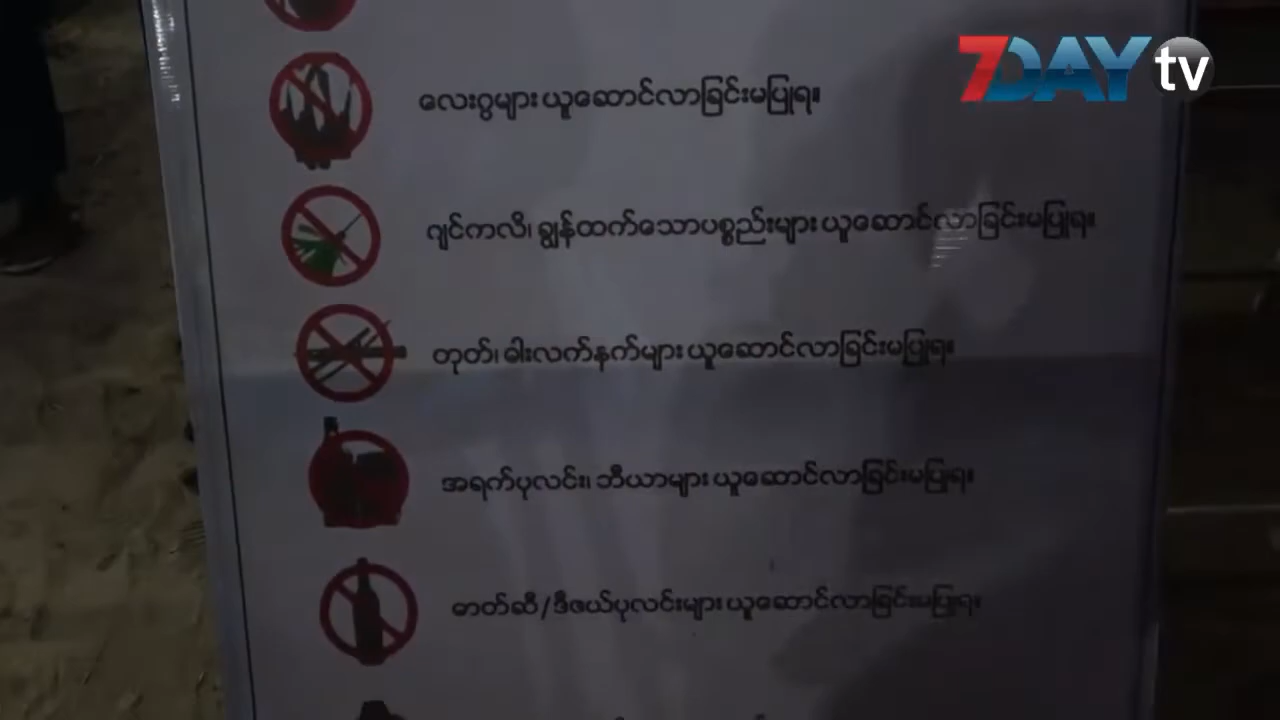 7DAY tv
လေးဂွများ ယူဆောင်လာခြင်းမပြုရ။
ဂျင်ကလိ၊ ချွန်ထက်သောပစ္စည်းများ ယူဆောင်လာခြင်းမပြုရ။
တုတ်၊ ဓါးလက်နက်များ ယူဆောင်လာခြင်းမပြုရ။
အရက်ပုလင်း၊ ဘီယာများ ယူဆောင်လာခြင်းမပြုရ။
ဓာတ်ဆီ/ဒီဇယ်ပုလင်းများ ယူဆောင်လာခြင်းမပြုရ။